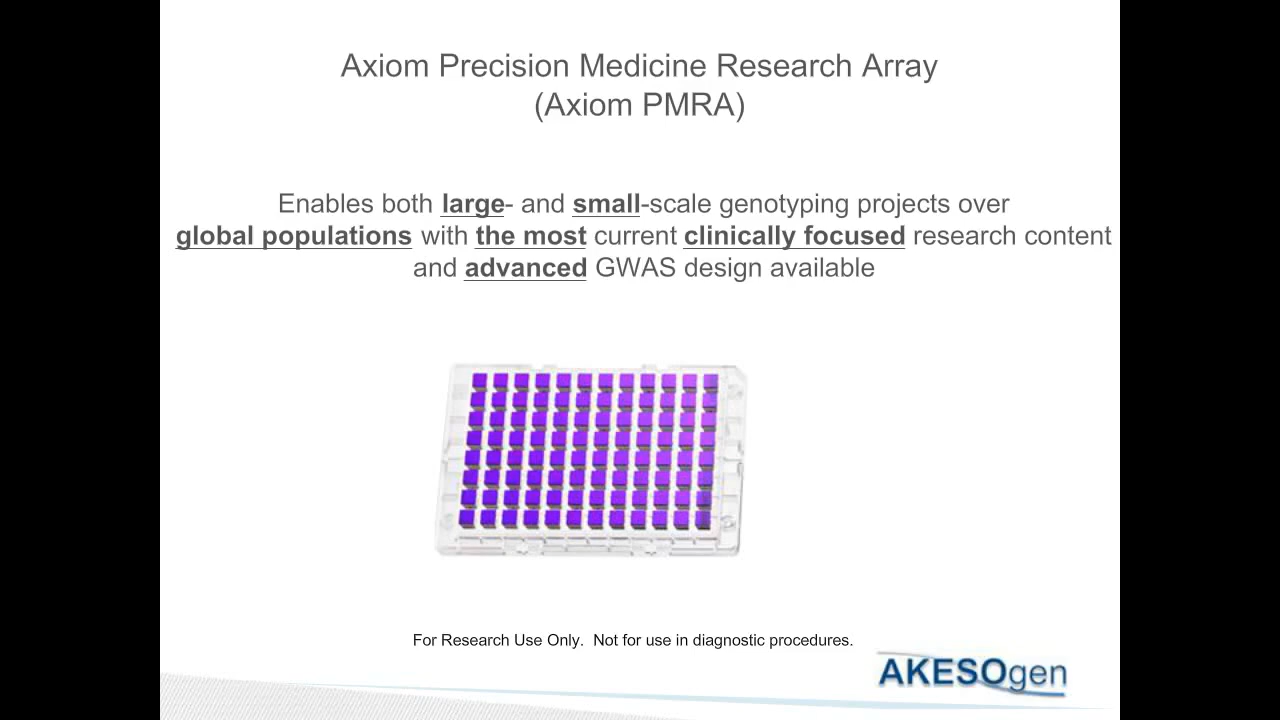 Axiom Precision Medicine Research Array
(Axiom PMRA)
Enables both large- and small-scale genotyping projects over
global populations with the most current clinically focused research content
and advanced GWAS design available
For Research Use Only.  Not for use in diagnostic procedures.
AKESOgen